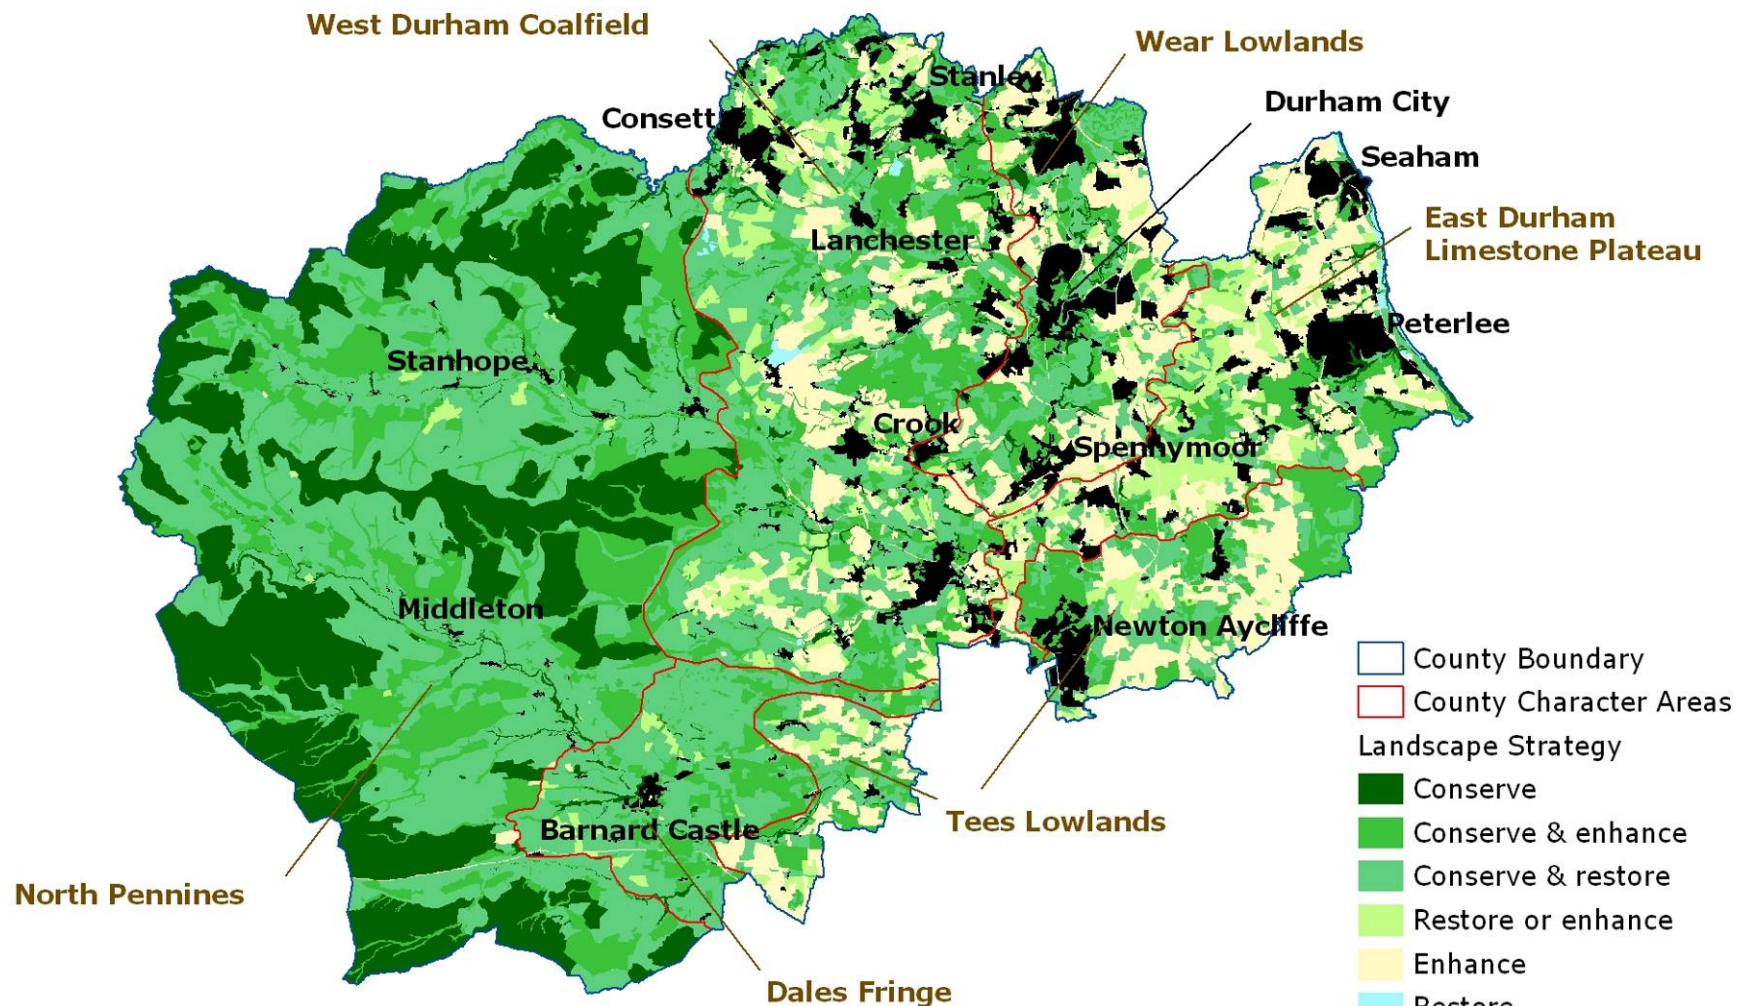 West Durham Coalfield
Wear Lowlands
Stanley
Durham City
Consett
Seaham
East Durham
Limestone Plateau
Lanchester
Peterlee
Stanhope
Crook
Spennymoor
Middleton
Newton Aycliffe
Barnard Castle
Tees Lowlands
North Pennines
Dales Fringe
County Boundary
County Character Areas
Landscape Strategy
Conserve
Conserve & enhance
Conserve & restore
Restore or enhance
Enhance
Restore